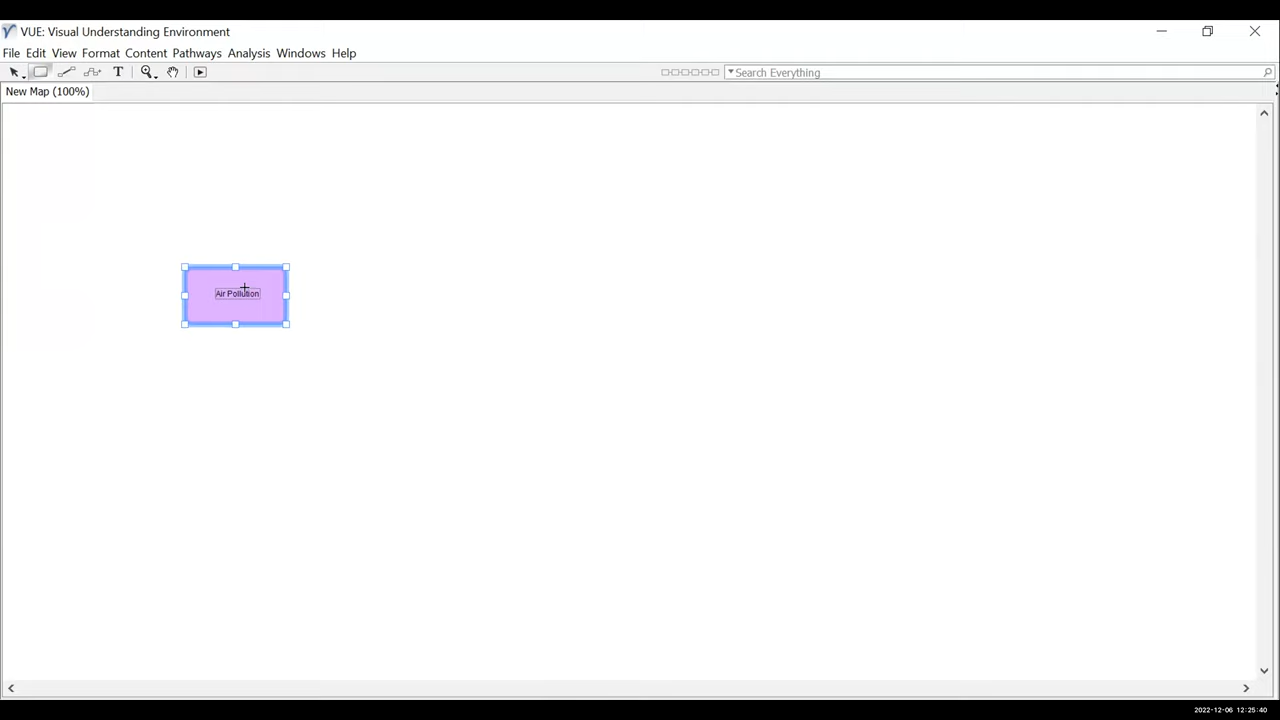 VUE: Visual Understanding Environment
File Edit View Format Content Pathways Analysis Windows Help
T
Search Everything
New Map (100%)
Air Pollution
2022-12-06 12:25:40